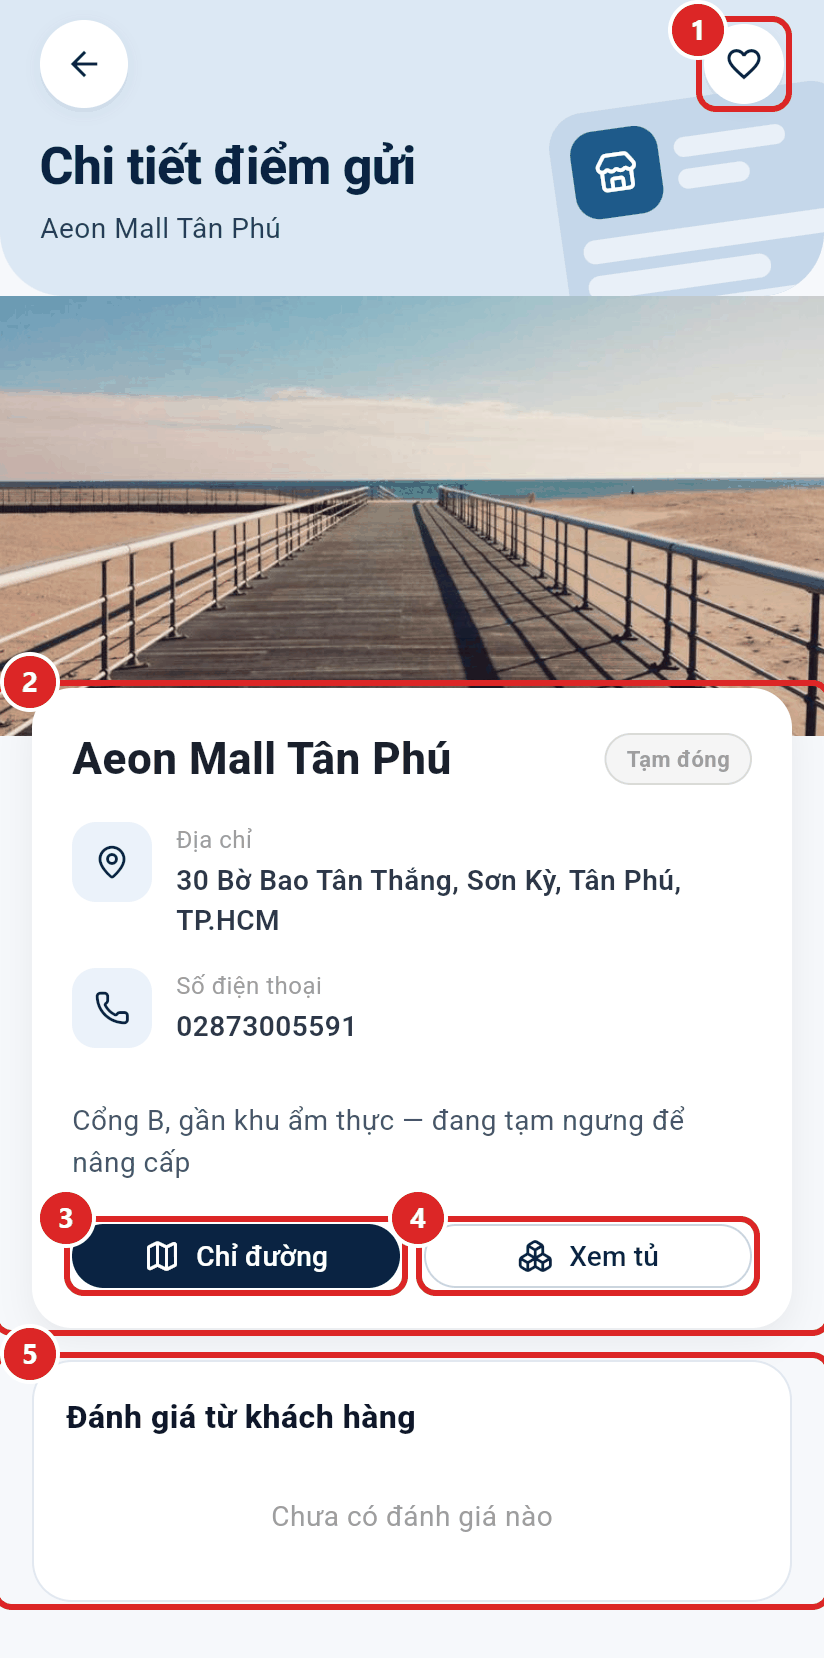 1
Chi tiết điểm gửi
Aeon Mall Tân Phú
2
Aeon Mall Tân Phú
Tạm đóng
Địa chỉ
30 Bờ Bao Tân Thắng, Sơn Kỳ, Tân Phú,
TP.HCM
Số điện thoại
02873005591
Cổng B, gần khu ẩm thực — đang tạm ngưng để
nâng cấp
3
Chỉ đường
4
Xem tủ
5
Đánh giá từ khách hàng
Chưa có đánh giá nào